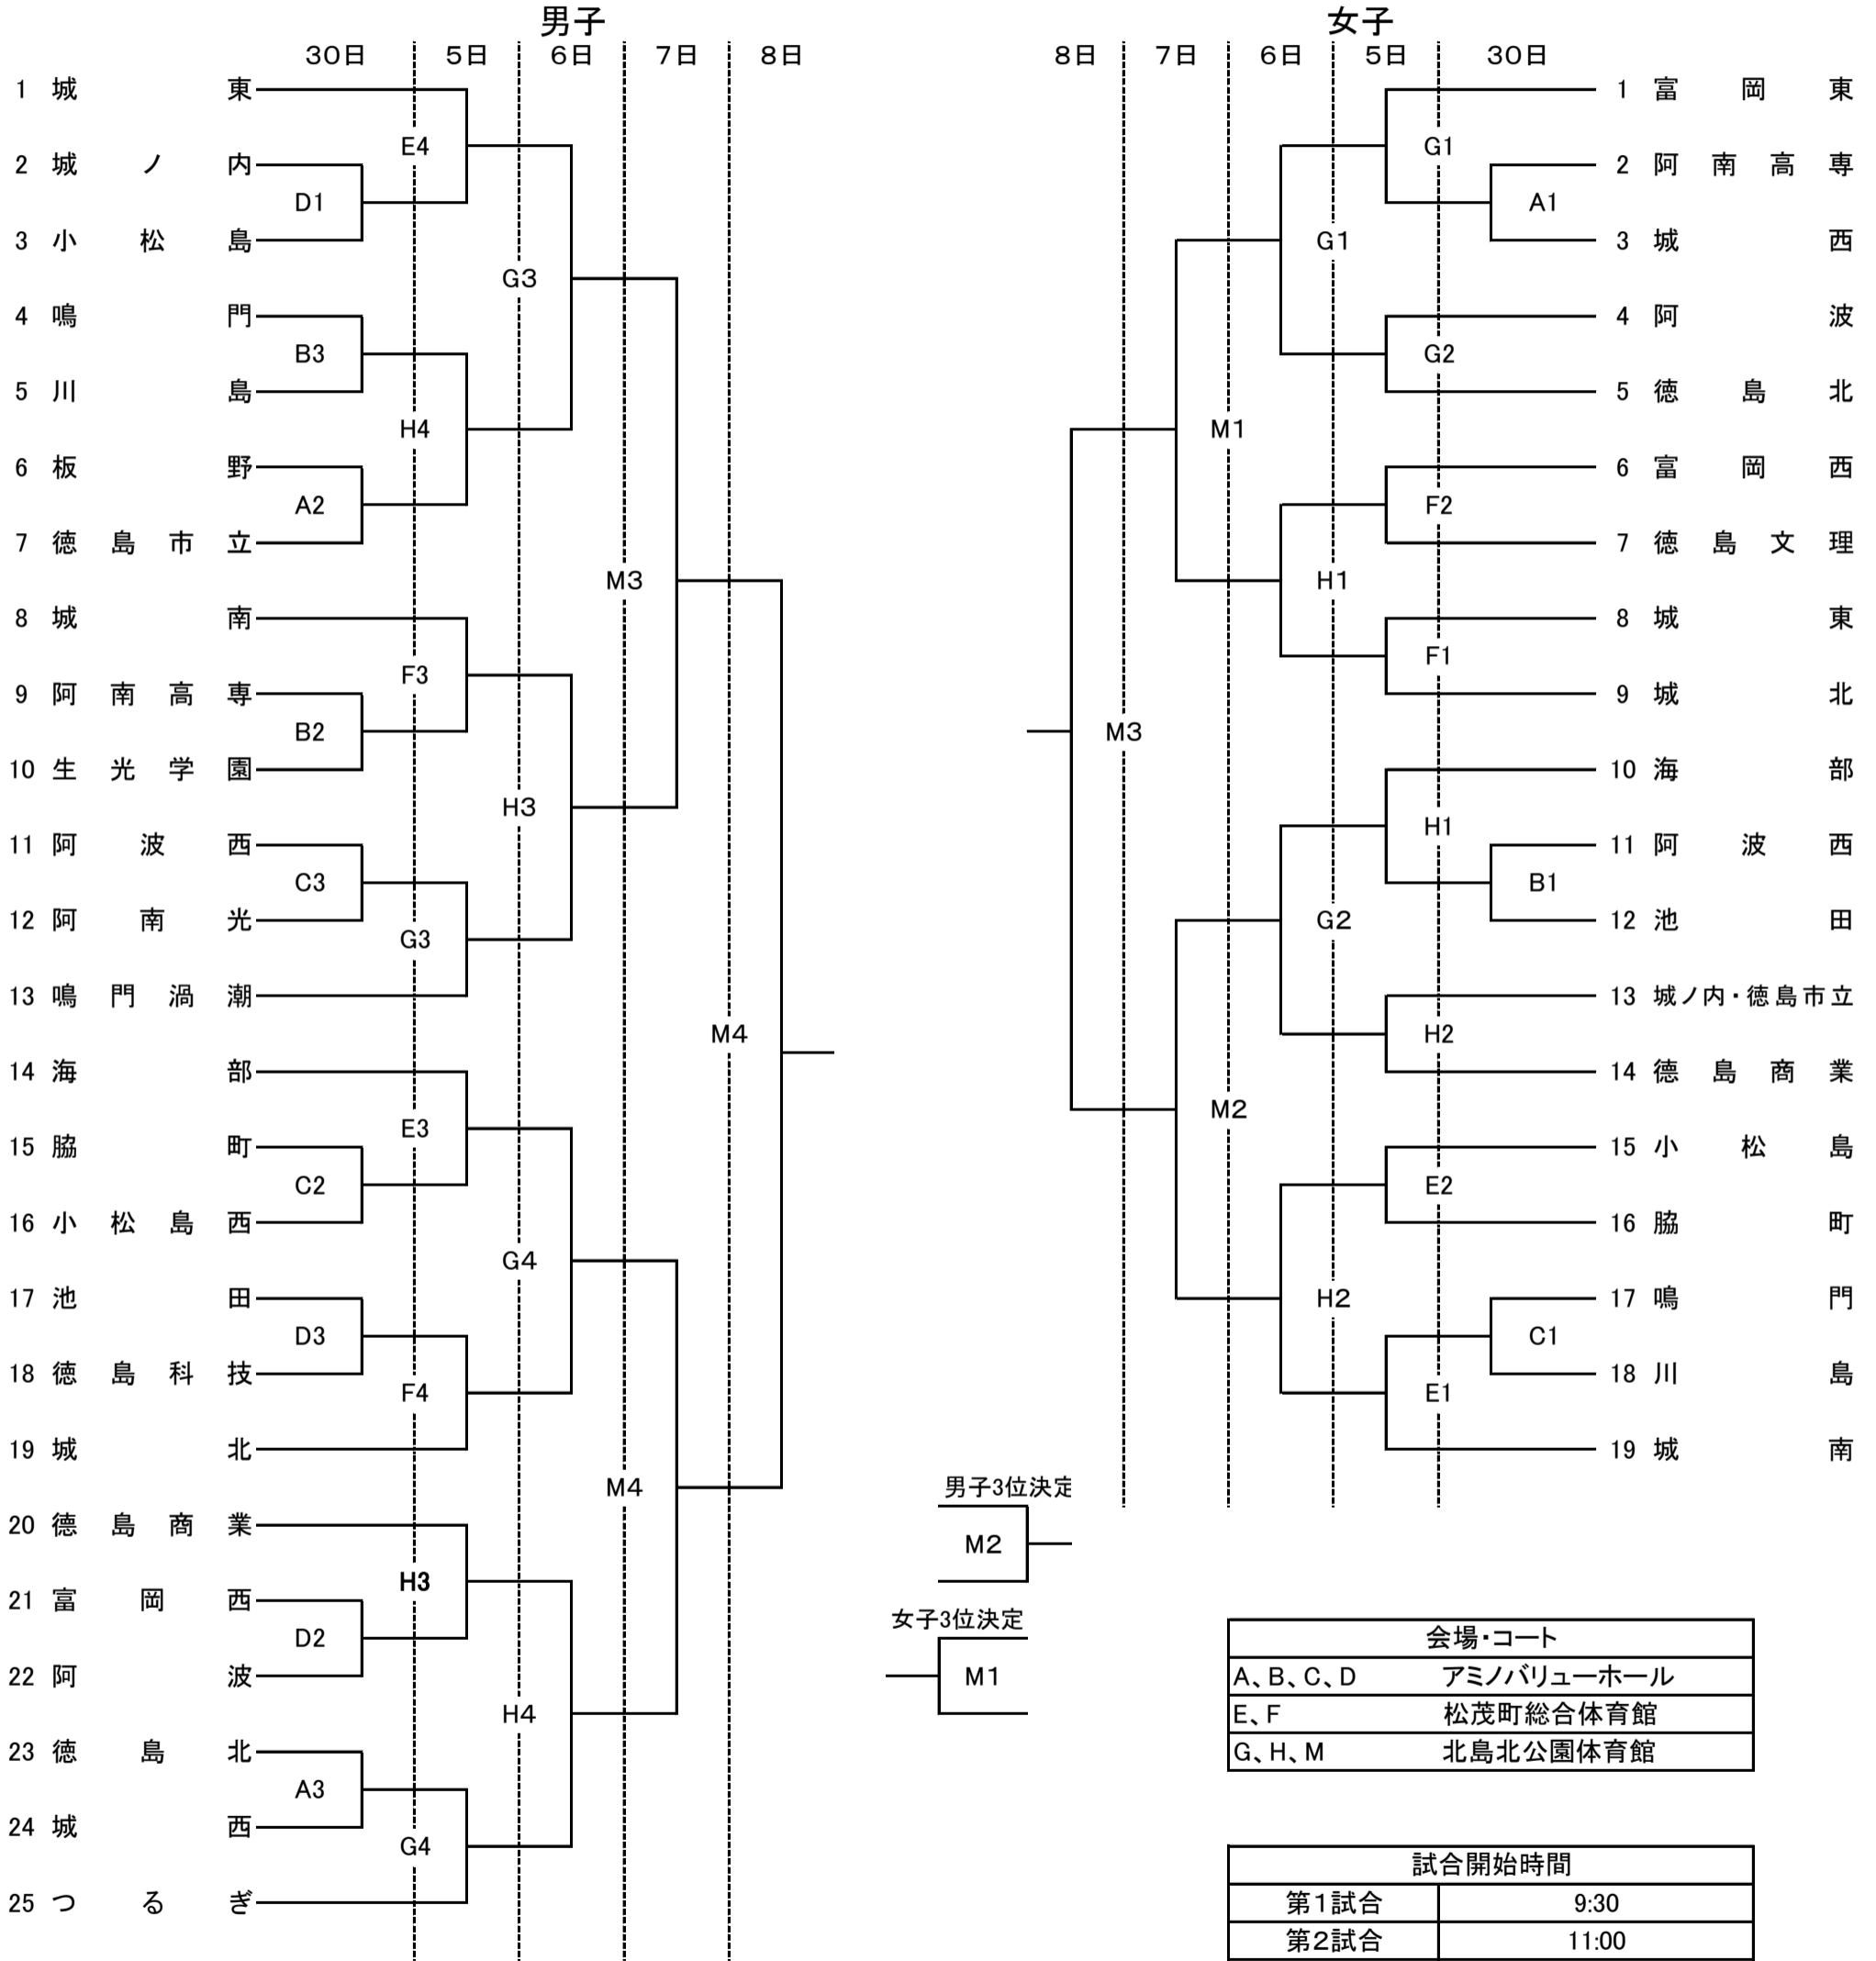 男子
30日 5日 6日 7日 8日
1 城東
2 城ノ内
3 小松島
4 鳴門
5 川島
6 板野
7 徳島市立
8 城南
9 阿南高専
10 生光学園
11 阿波西
12 阿南光
13 鳴門渦潮
14 海部
15 脇町
16 小松島西
17 池田
18 徳島科技
19 城北
20 徳島商業
21 富岡西
22 阿波
23 徳島北
24 城西
25 つるぎ
D1
B3
A2
B2
C3
C2
D3
D2
A3
E4
H4
F3
G3
E3
F4
H3
G4
G3
H3
G4
H4
M3
M4
M4
女子
8日 7日 6日 5日 30日
1 富岡東
2 阿南高専
3 城西
4 阿波
5 徳島北
6 富岡西
7 徳島文理
8 城東
9 城北
10 海部
11 阿波西
12 池田
13 城ノ内・徳島市立
14 徳島商業
15 小松島
16 脇町
17 鳴門
18 川島
19 城南
A1
B1
C1
G1
G2
F2
F1
H1
H2
E2
E1
G1
H1
G2
H2
M1
M2
M3
男子3位決定
M2
女子3位決定
M1
会場・コート
A、B、C、D アミノバリューホール
E、F 松茂町総合体育館
G、H、M 北島北公園体育館
試合開始時間
第1試合 9:30
第2試合 11:00